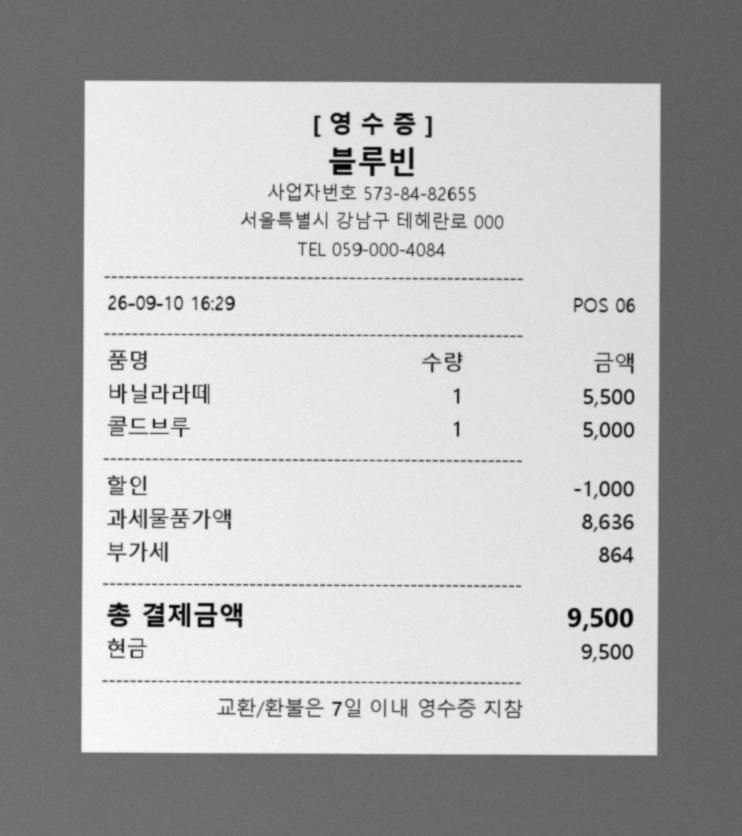 [ 영 수 증 ]
블루빈
사업자번호 573-84-82655
서울특별시 강남구 테헤란로 000
TEL 059-000-4084
26-09-10 16:29 POS 06
품명 수량 금액
바닐라라떼 1 5,500
콜드브루 1 5,000
할인 -1,000
과세물품가액 8,636
부가세 864
총 결제금액 9,500
현금 9,500
교환/환불은 7일 이내 영수증 지참